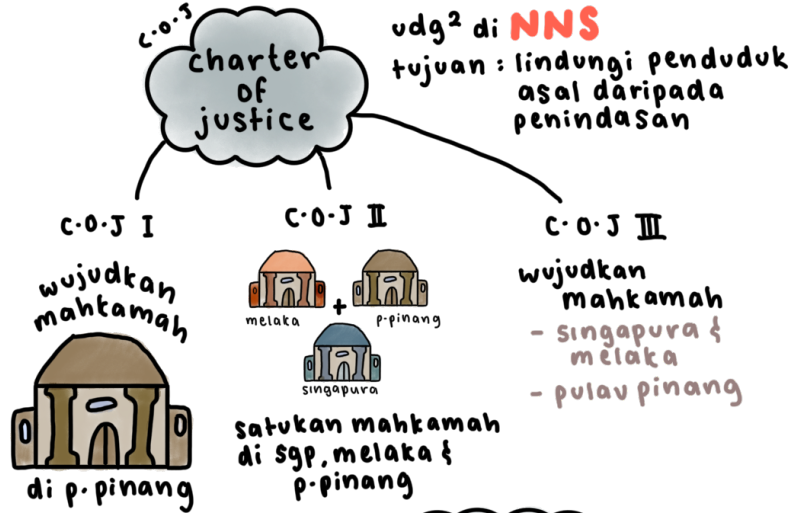 C.O.J
charter
OF
justice
udg² di NNS
tujuan : lindungi penduduk
asal daripada
penindasan
C.O.J I
wujudkan
mahkamah
di p.pinang
C.O.J II
melaka
+
p.pinang
singapura
satukan mahkamah
di sgp, melaka &
p.pinang
C.O.J III
wujudkan
mahkamah
- singapura &
melaka
- pulau pinang